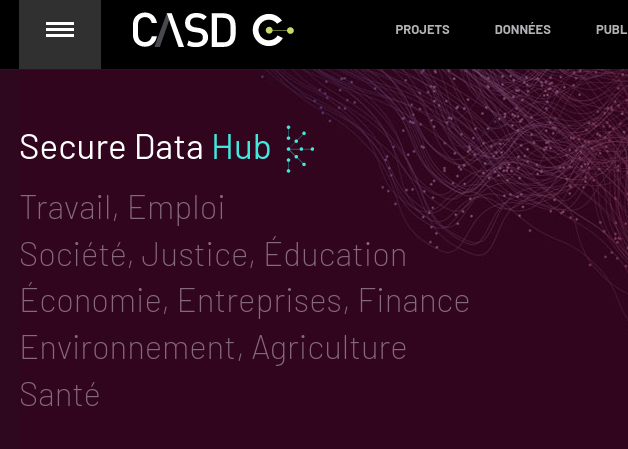 CASD
PROJETS DONNÉES PUBL
Secure Data Hub
Travail, Emploi
Société, Justice, Éducation
Économie, Entreprises, Finance
Environnement, Agriculture
Santé